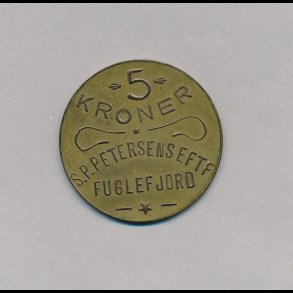 5
KRONER
S.P. PETERSENS EFTF
FUGLEFJORD